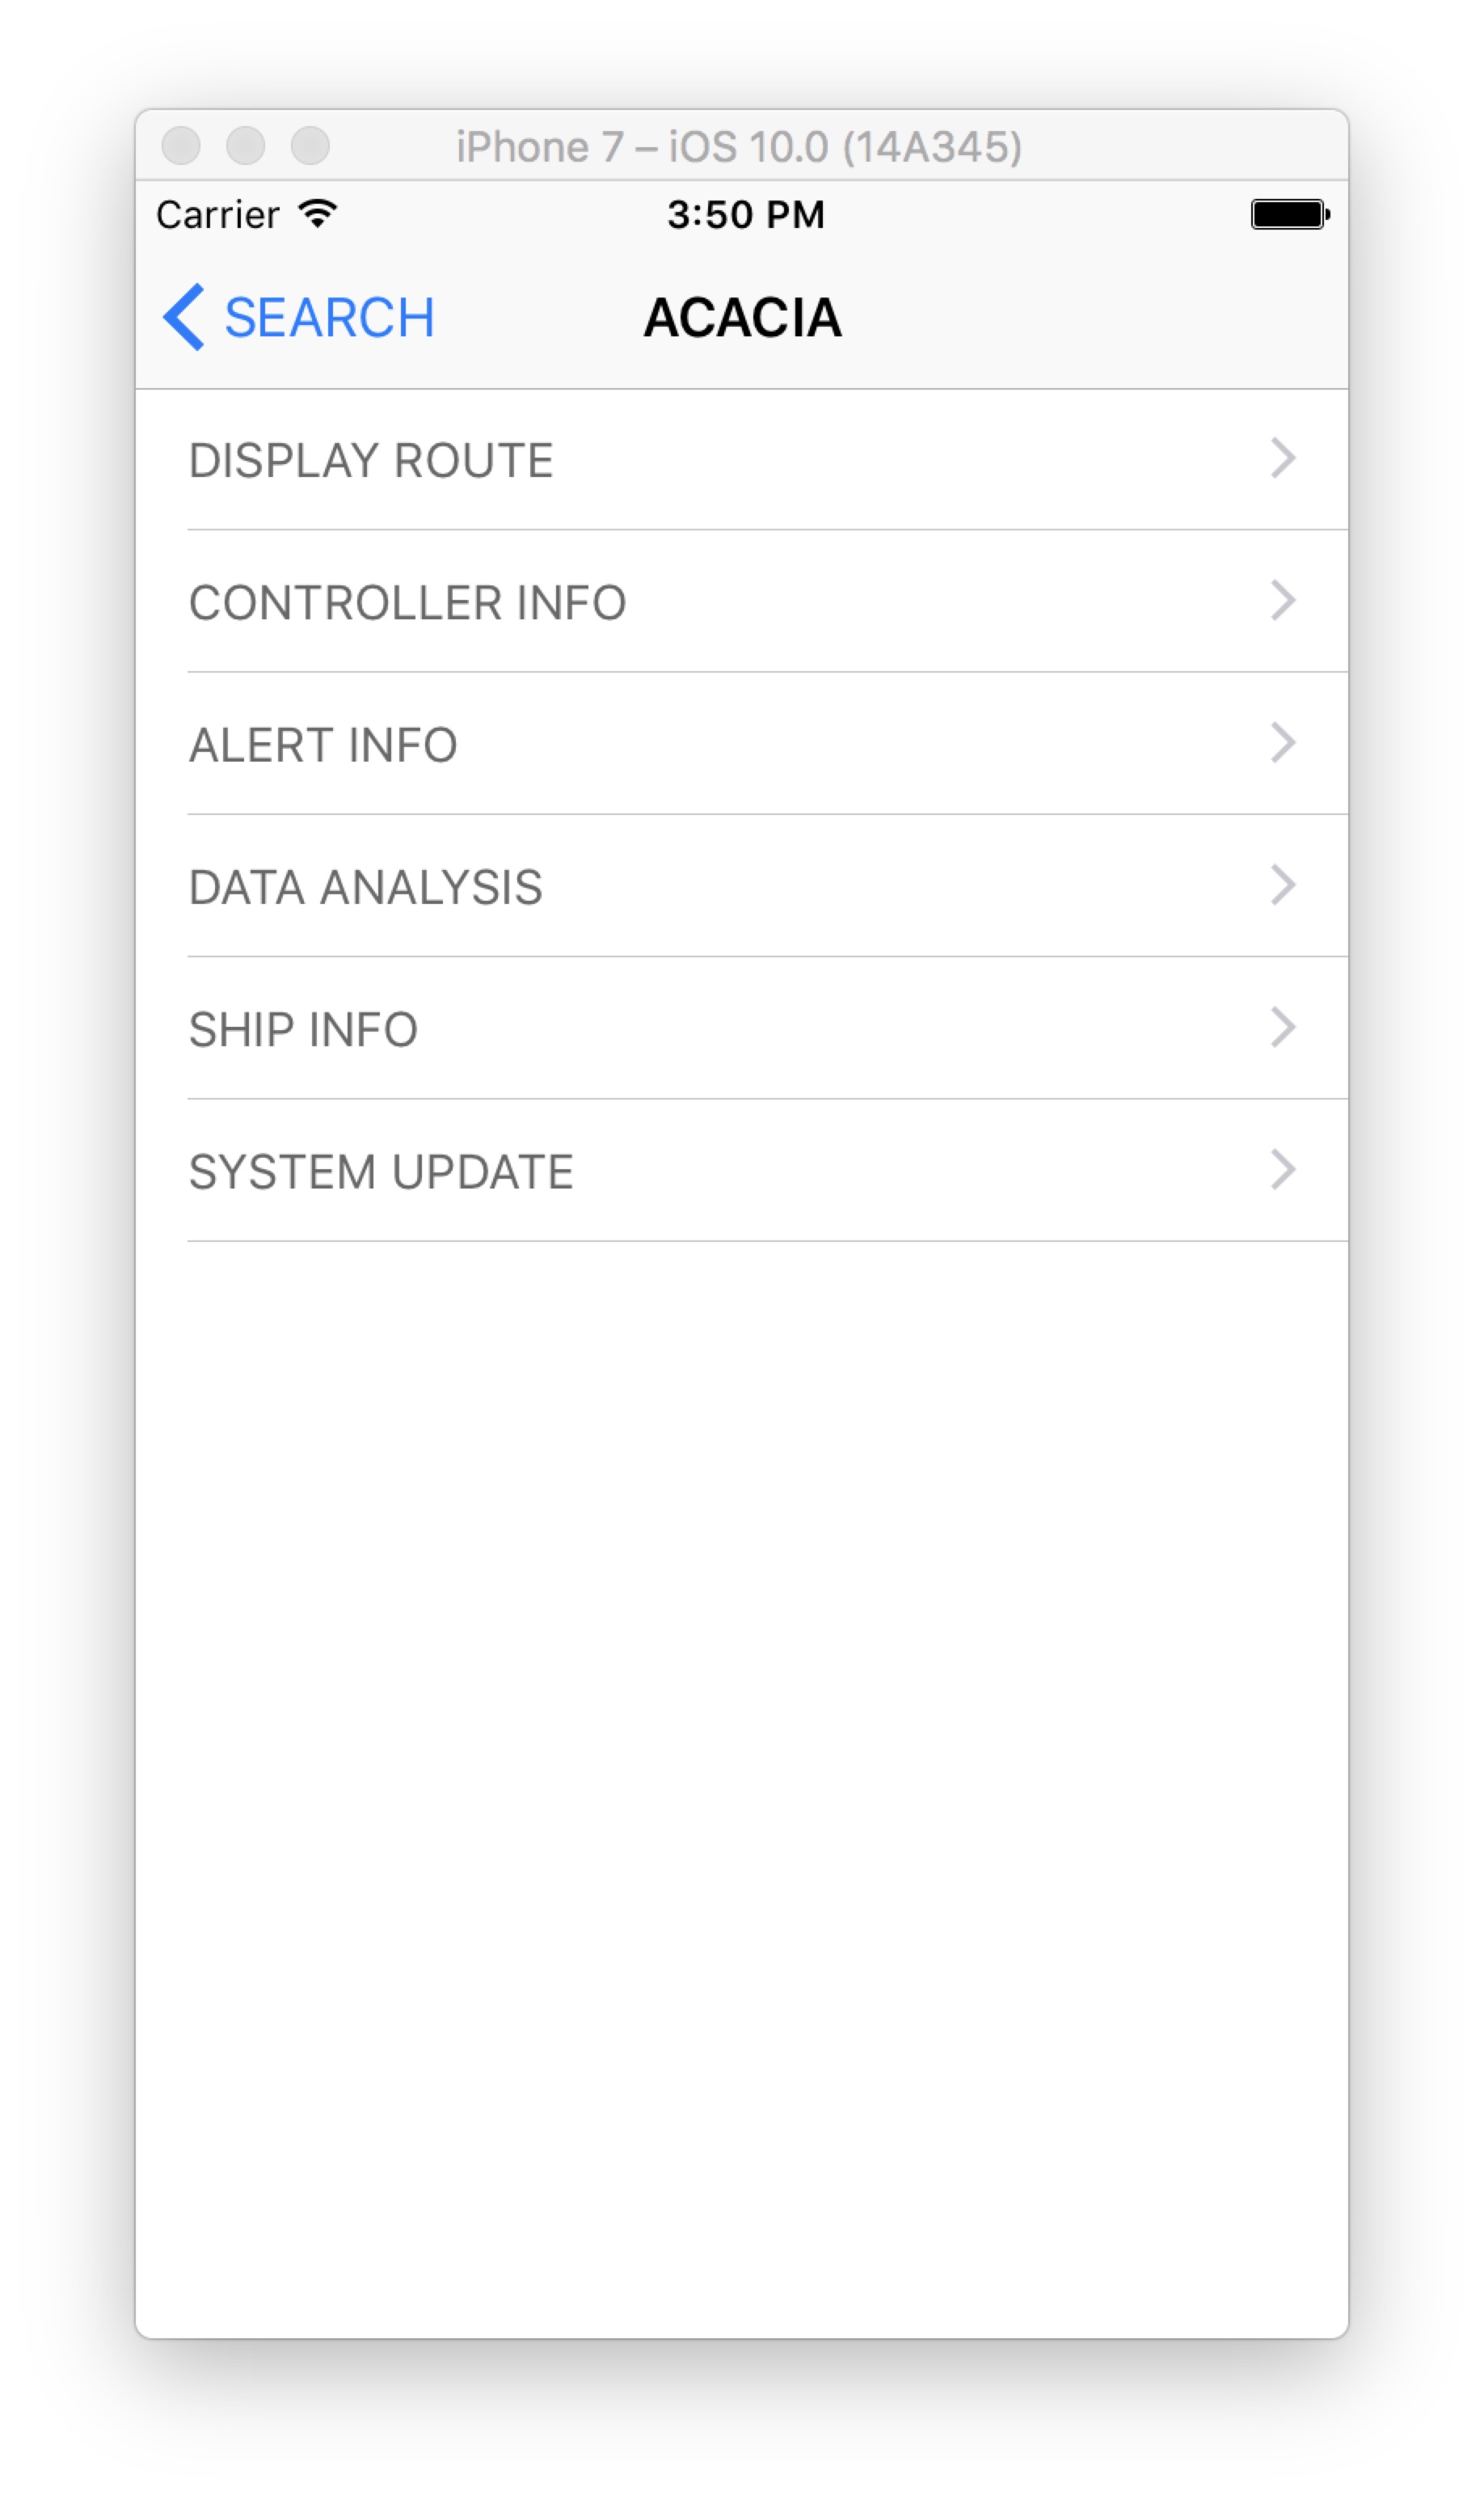 iPhone 7 – iOS 10.0 (14A345)
Carrier 3:50 PM
SEARCH ACACIA
DISPLAY ROUTE
CONTROLLER INFO
ALERT INFO
DATA ANALYSIS
SHIP INFO
SYSTEM UPDATE